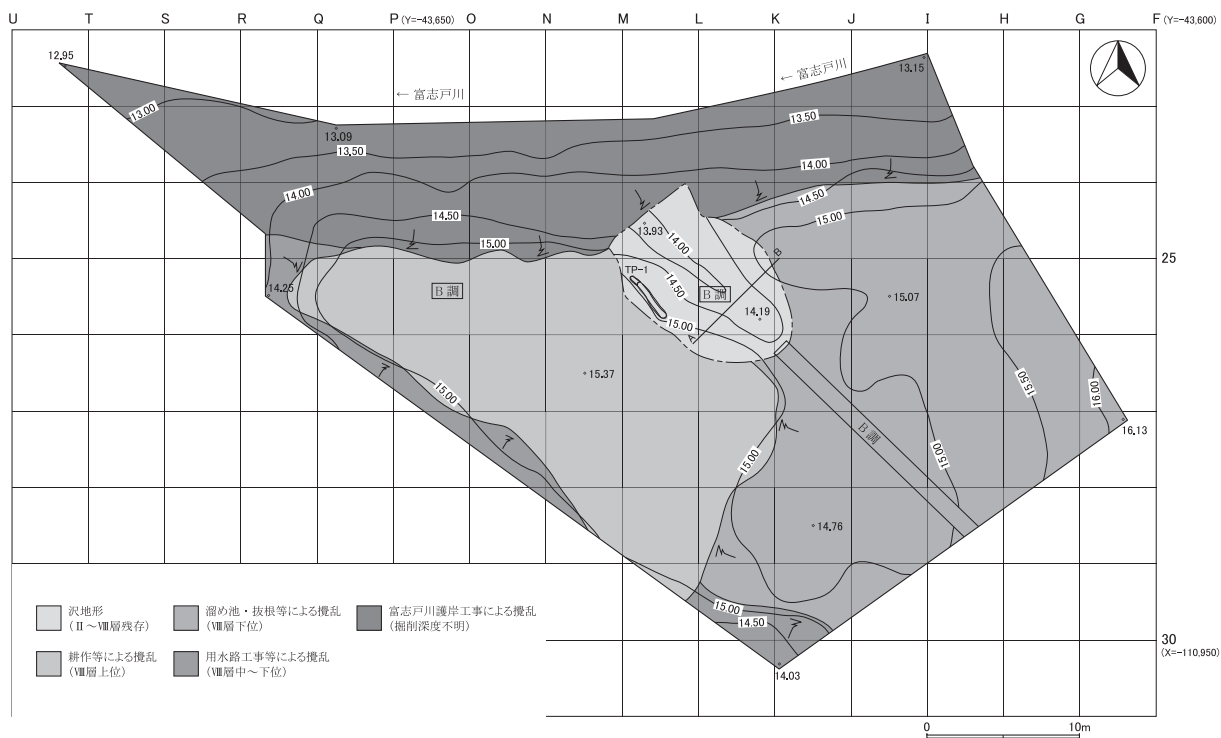 U T S R Q P (Y=-43,650) O N M L K J I H G F (Y=-43,600)
12.95
13.15
← 富志戸川
← 富志戸川
13.00
13.09
13.50
13.50
14.00
14.00
14.50
14.50
15.00
15.00
13.93
14.00
25
TP-1
14.50
B調
B調
B
14.25
14.19
15.07
15.00
A
15.37
15.00
15.50
16.00
16.13
B調
15.00
15.00
14.76
沢地形
(Ⅱ～Ⅷ層残存)
溜め池・抜根等による攪乱
(Ⅷ層下位)
富志戸川護岸工事による攪乱
(掘削深度不明)
耕作等による攪乱
(Ⅷ層上位)
用水路工事等による攪乱
(Ⅷ層中～下位)
15.00
14.50
14.03
30
(X=-110,950)
0 10m